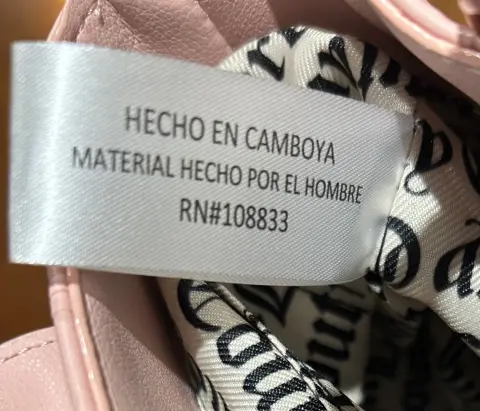 HECHO EN CAMBOYA
MATERIAL HECHO POR EL HOMBRE
RN#108833